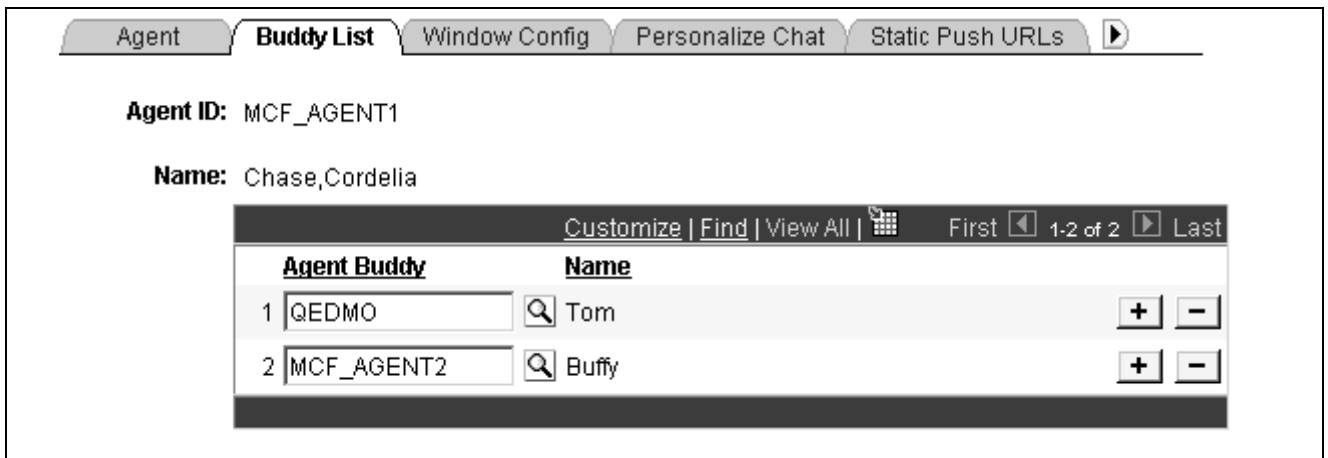 Agent Buddy List Window Config Personalize Chat Static Push URLs
Agent ID: MCF_AGENT1
Name: Chase,Cordelia
Customize | Find | View All | First 1-2 of 2 Last
Agent Buddy Name
1 QEDMO Tom + -
2 MCF_AGENT2 Buffy + -